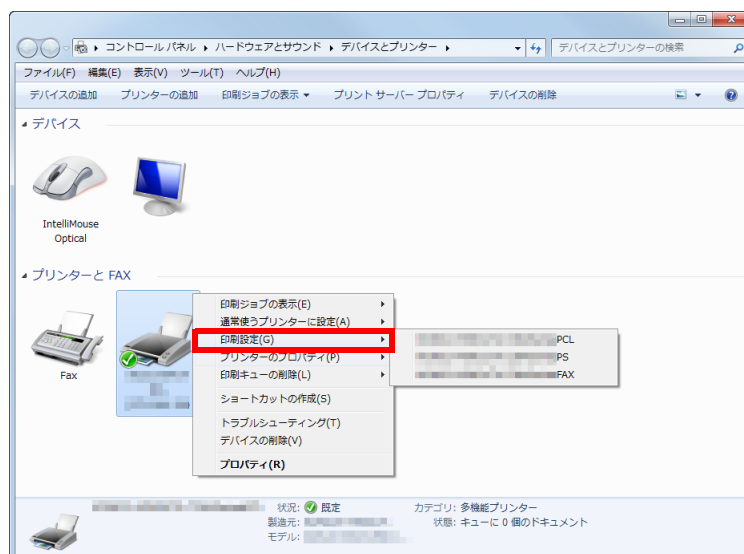 コントロール パネル ▸ ハードウェアとサウンド ▸ デバイスとプリンター ▸
デバイスとプリンターの検索
ファイル(F) 編集(E) 表示(V) ツール(T) ヘルプ(H)
デバイスの追加 プリンターの追加 印刷ジョブの表示 プリント サーバー プロパティ デバイスの削除
デバイス
IntelliMouse
Optical
プリンターと FAX
Fax
印刷ジョブの表示(E)
通常使うプリンターに設定(A)
印刷設定(G)
プリンターのプロパティ(P)
印刷キューの削除(L)
ショートカットの作成(S)
トラブルシューティング(T)
デバイスの削除(V)
プロパティ(R)
PCL
PS
FAX
状況: 既定
カテゴリ: 多機能プリンター
製造元:
状態: キューに 0 個のドキュメント
モデル: